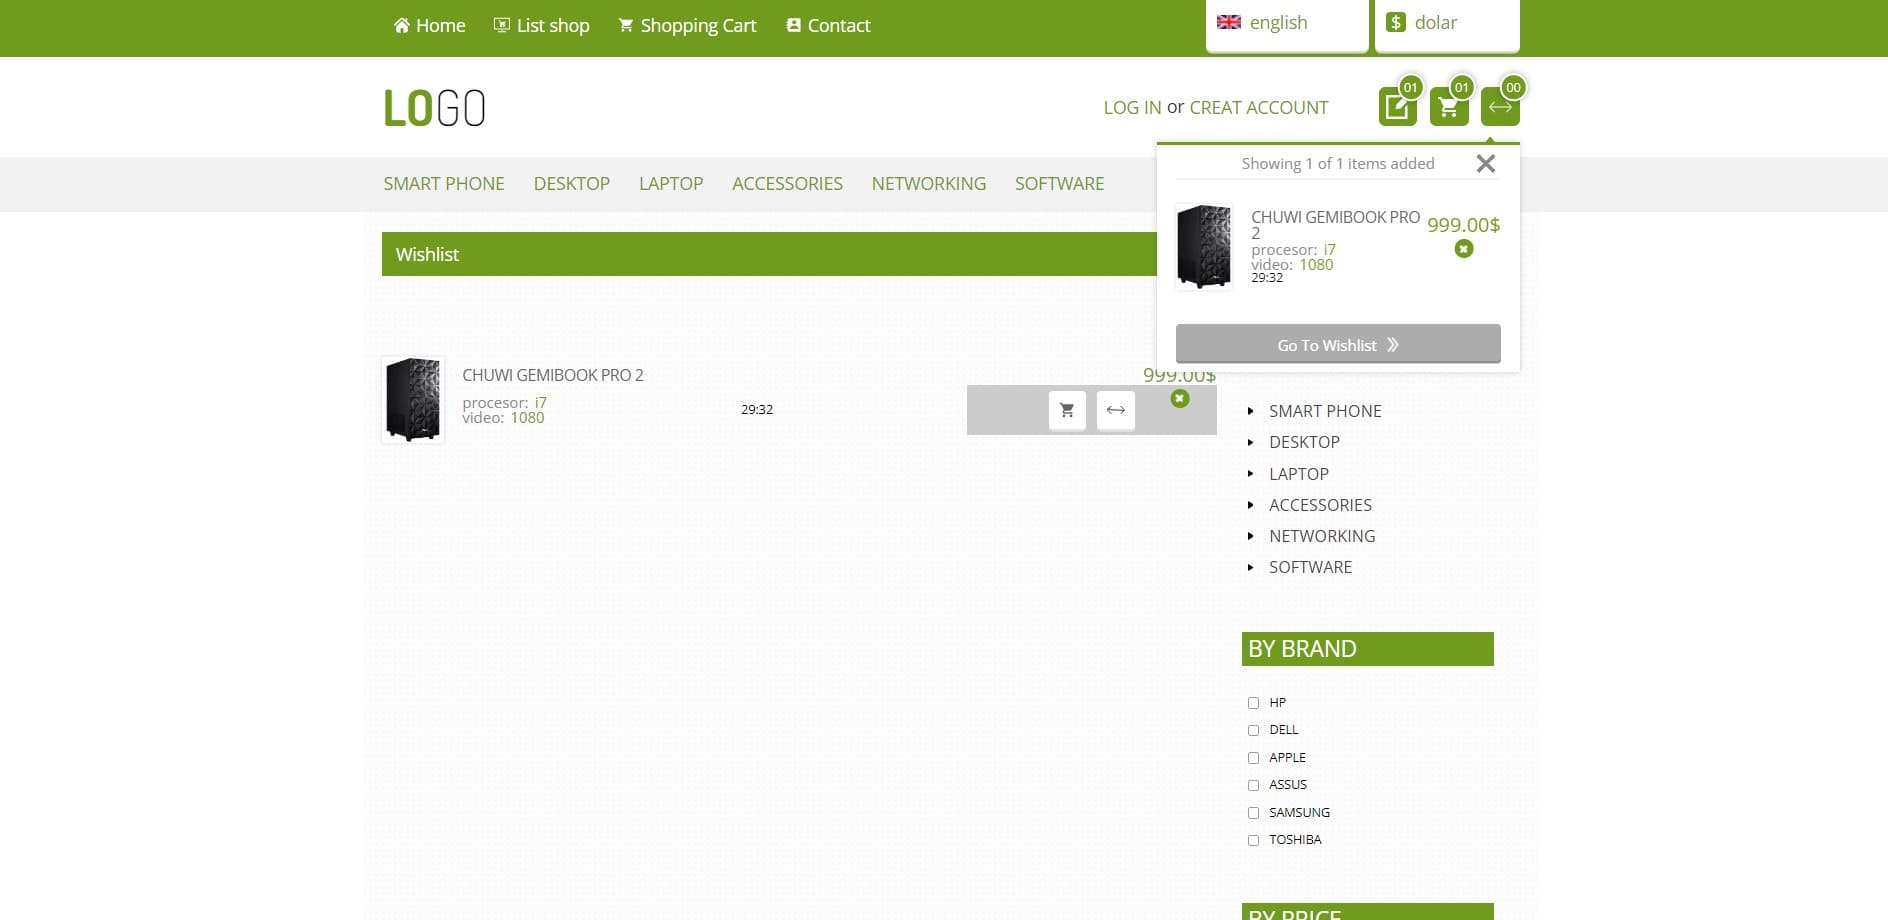 Home
List shop
Shopping Cart
Contact
english
$ dolar
LOGO
LOG IN or CREAT ACCOUNT
01
01
00
SMART PHONE
DESKTOP
LAPTOP
ACCESSORIES
NETWORKING
SOFTWARE
Showing 1 of 1 items added
CHUWI GEMIBOOK PRO
2
999.00$
procesor: i7
video: 1080
29:32
Go To Wishlist
Wishlist
CHUWI GEMIBOOK PRO 2
999.00$
procesor: i7
video: 1080
29:32
SMART PHONE
DESKTOP
LAPTOP
ACCESSORIES
NETWORKING
SOFTWARE
BY BRAND
HP
DELL
APPLE
ASSUS
SAMSUNG
TOSHIBA
BY PRICE